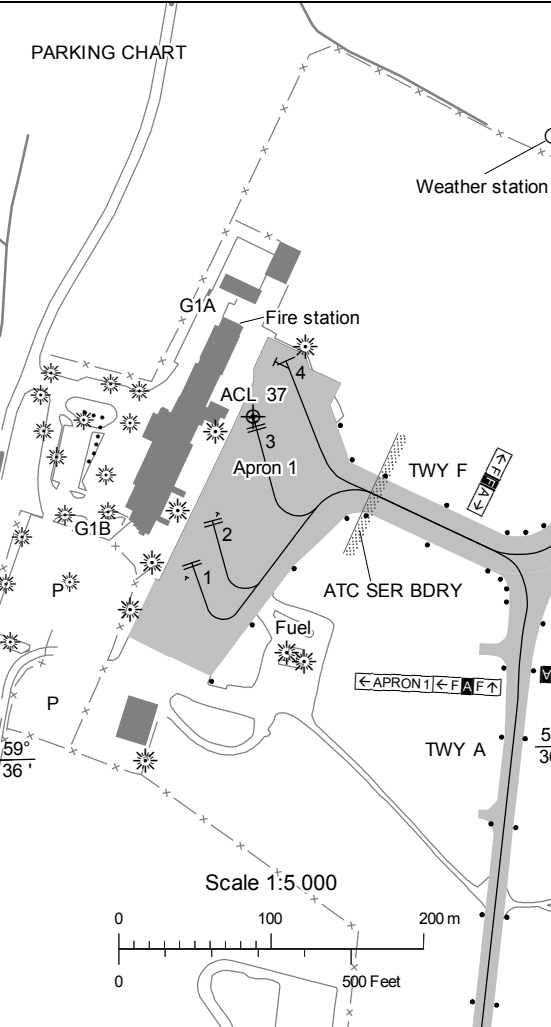 PARKING CHART
Weather station
G1A
Fire station
4
ACL 37
3
Apron 1
TWY F
←F F A→
2
G1B
1
P
ATC SER BDRY
Fuel
← APRON 1 ← F A F ↑
A
P
59°
36 '
TWY A
Scale 1:5 000
0 100 200 m
0 500 Feet